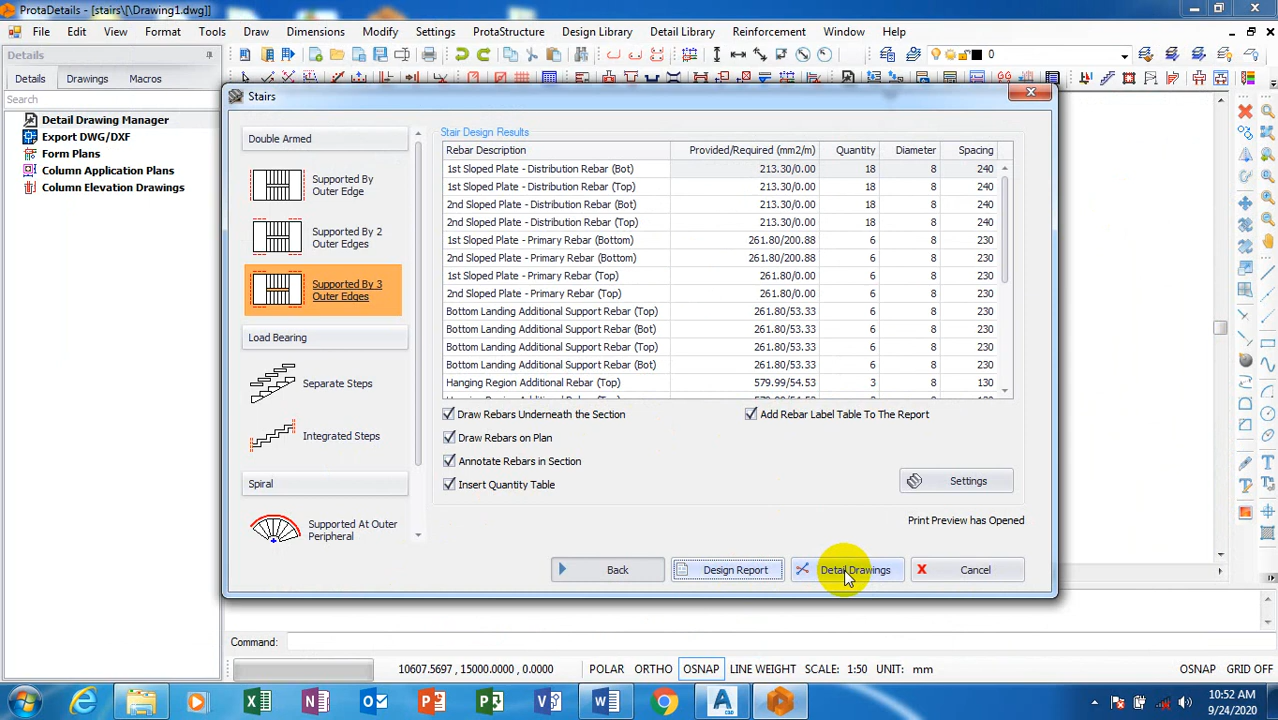 ProtaDetails - [stairs\[\Drawing1.dwg]]
File Edit View Format Draw Dimensions Modify Settings ProtaStructure Design Library Detail Library Reinforcement Window Help
Details
0
Details Drawings Macros
Search
Detail Drawing Manager
Export DWG/DXF
Form Plans
Column Application Plans
Column Elevation Drawings
Stairs
Double Armed
Supported By
Outer Edge
Supported By 2
Outer Edges
Supported By 3
Outer Edges
Load Bearing
Separate Steps
Integrated Steps
Spiral
Supported At Outer
Peripheral
Stair Design Results
Rebar Description Provided/Required (mm2/m) Quantity Diameter Spacing
1st Sloped Plate - Distribution Rebar (Bot) 213.30/0.00 18 8 240
1st Sloped Plate - Distribution Rebar (Top) 213.30/0.00 18 8 240
2nd Sloped Plate - Distribution Rebar (Bot) 213.30/0.00 18 8 240
2nd Sloped Plate - Distribution Rebar (Top) 213.30/0.00 18 8 240
1st Sloped Plate - Primary Rebar (Bottom) 261.80/200.88 6 8 230
2nd Sloped Plate - Primary Rebar (Bottom) 261.80/200.88 6 8 230
1st Sloped Plate - Primary Rebar (Top) 261.80/0.00 6 8 230
2nd Sloped Plate - Primary Rebar (Top) 261.80/0.00 6 8 230
Bottom Landing Additional Support Rebar (Top) 261.80/53.33 6 8 230
Bottom Landing Additional Support Rebar (Bot) 261.80/53.33 6 8 230
Bottom Landing Additional Support Rebar (Top) 261.80/53.33 6 8 230
Bottom Landing Additional Support Rebar (Bot) 261.80/53.33 6 8 230
Hanging Region Additional Rebar (Top) 579.99/54.53 3 8 130
Draw Rebars Underneath the Section Add Rebar Label Table To The Report
Draw Rebars on Plan
Annotate Rebars in Section
Insert Quantity Table
Settings
Print Preview has Opened
Back Design Report Detail Drawings Cancel
Command:
10607.5697 , 15000.0000 , 0.0000 POLAR ORTHO OSNAP LINE WEIGHT SCALE: 1:50 UNIT: mm OSNAP GRID OFF
10:52 AM
9/24/2020